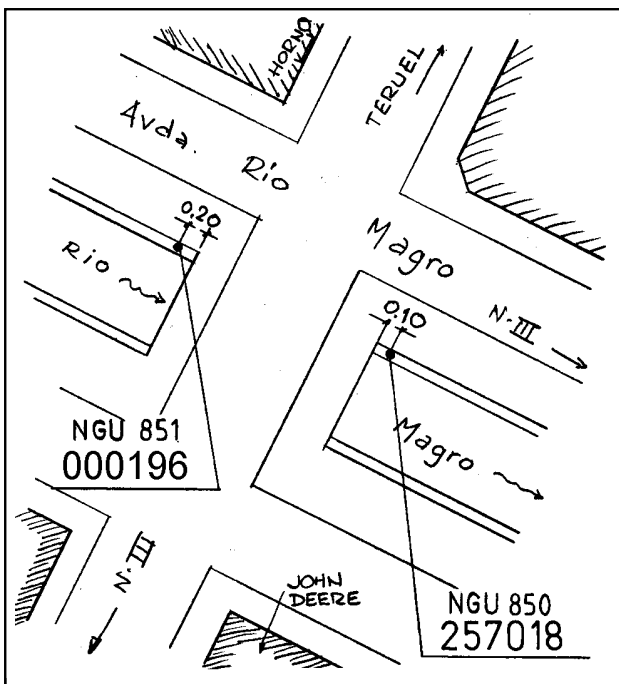 HORNO
TERUEL
Avda. Rio Magro
0.20
Rio
N-III
0.10
NGU 851
000196
Magro
N-III
JOHN
DEERE
NGU 850
257018